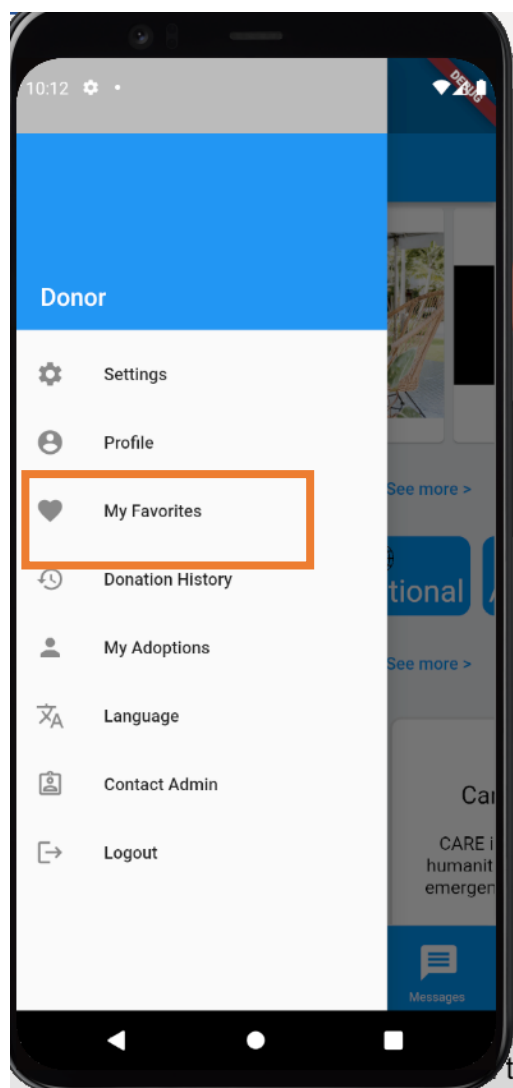 10:12
DEBUG
Donor
Settings
Profile
My Favorites
See more >
Donation History
tional
My Adoptions
See more >
Language
Contact Admin
Car
Logout
CARE i
humanit
emergen
Messages
t